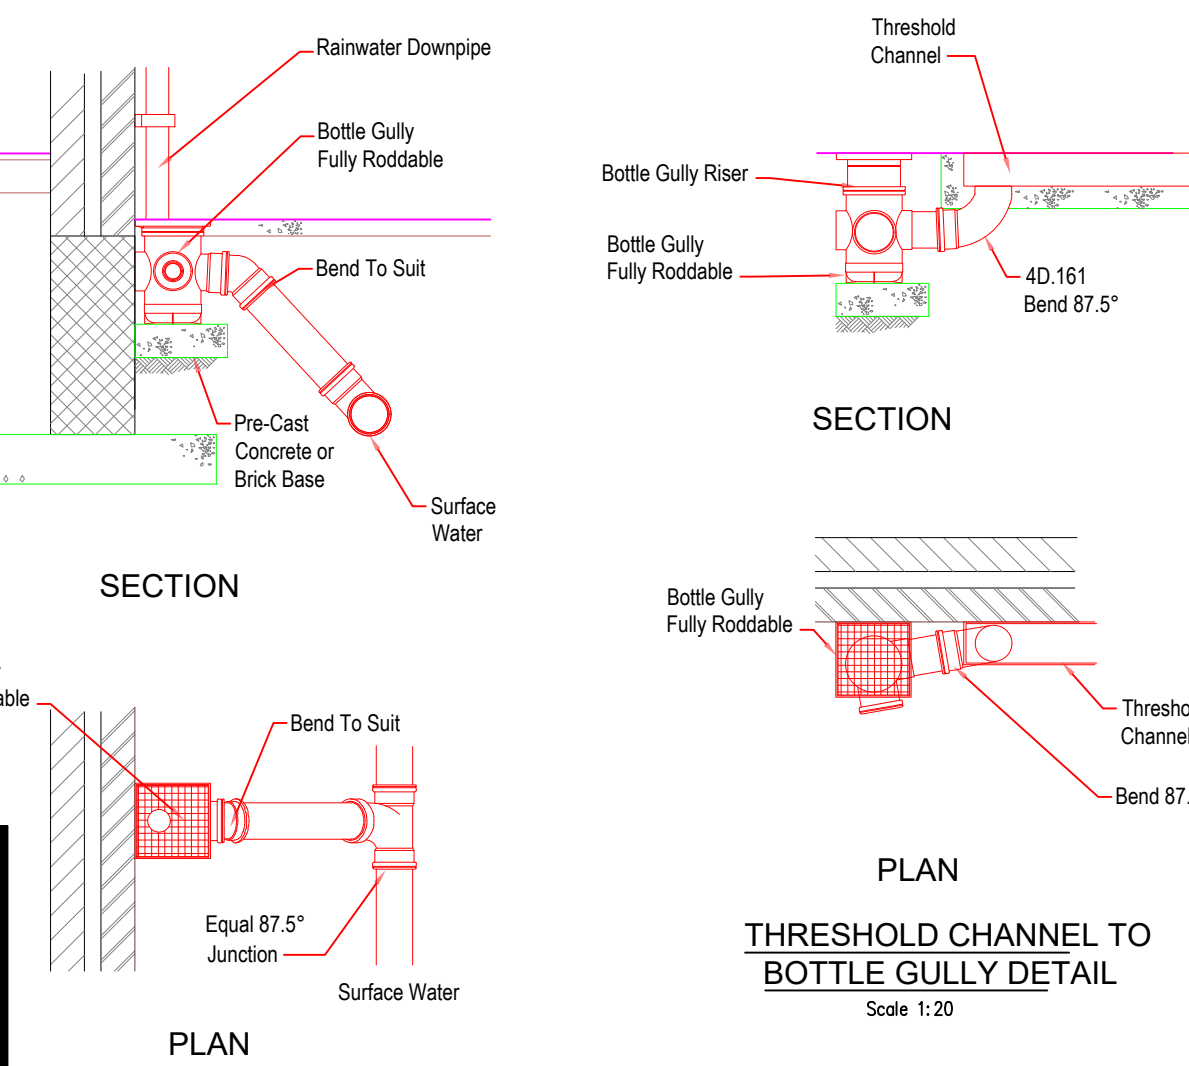 Rainwater Downpipe
Bottle Gully
Fully Roddable
Bend To Suit
Pre-Cast
Concrete or
Brick Base
Surface
Water
SECTION
Bend To Suit
Equal 87.5°
Junction
Surface Water
PLAN
Threshold
Channel
Bottle Gully Riser
Bottle Gully
Fully Roddable
4D.161
Bend 87.5°
SECTION
Bottle Gully
Fully Roddable
Channel
Bend 87.
PLAN
THRESHOLD CHANNEL TO
BOTTLE GULLY DETAIL
Scale 1:20